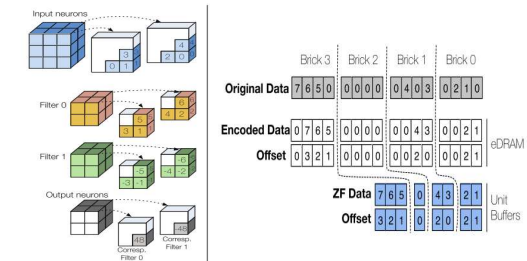 Input neurons
3
0 1
4
2 0
Filter 0
5
3 1
6
4 2
Filter 1
-5
-3 -1
-6
-4 -2
Output neurons
48
-48
Corresp.
Filter 0
Corresp.
Filter 1
Brick 3 Brick 2 Brick 1 Brick 0
Original Data 7 6 5 0 0 0 0 0 0 4 0 3 0 2 1 0
Encoded Data 0 7 6 5 0 0 0 0 0 0 4 3 0 0 2 1
Offset 0 3 2 1 0 0 0 0 0 0 2 0 0 0 2 1
eDRAM
ZF Data 7 6 5 0 4 3 2 1
Offset 3 2 1 0 2 0 2 1
Unit
Buffers